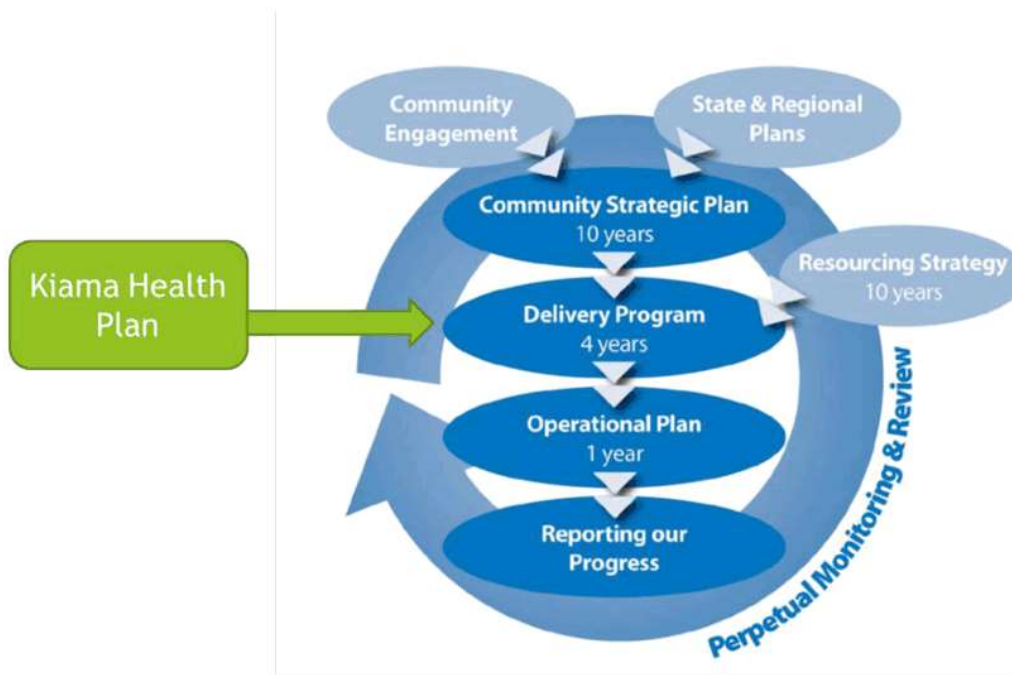 Community
Engagement
State & Regional
Plans
Community Strategic Plan
10 years
Resourcing Strategy
10 years
Kiama Health
Plan
Delivery Program
4 years
Operational Plan
1 year
Reporting our
Progress
Perpetual Monitoring & Review